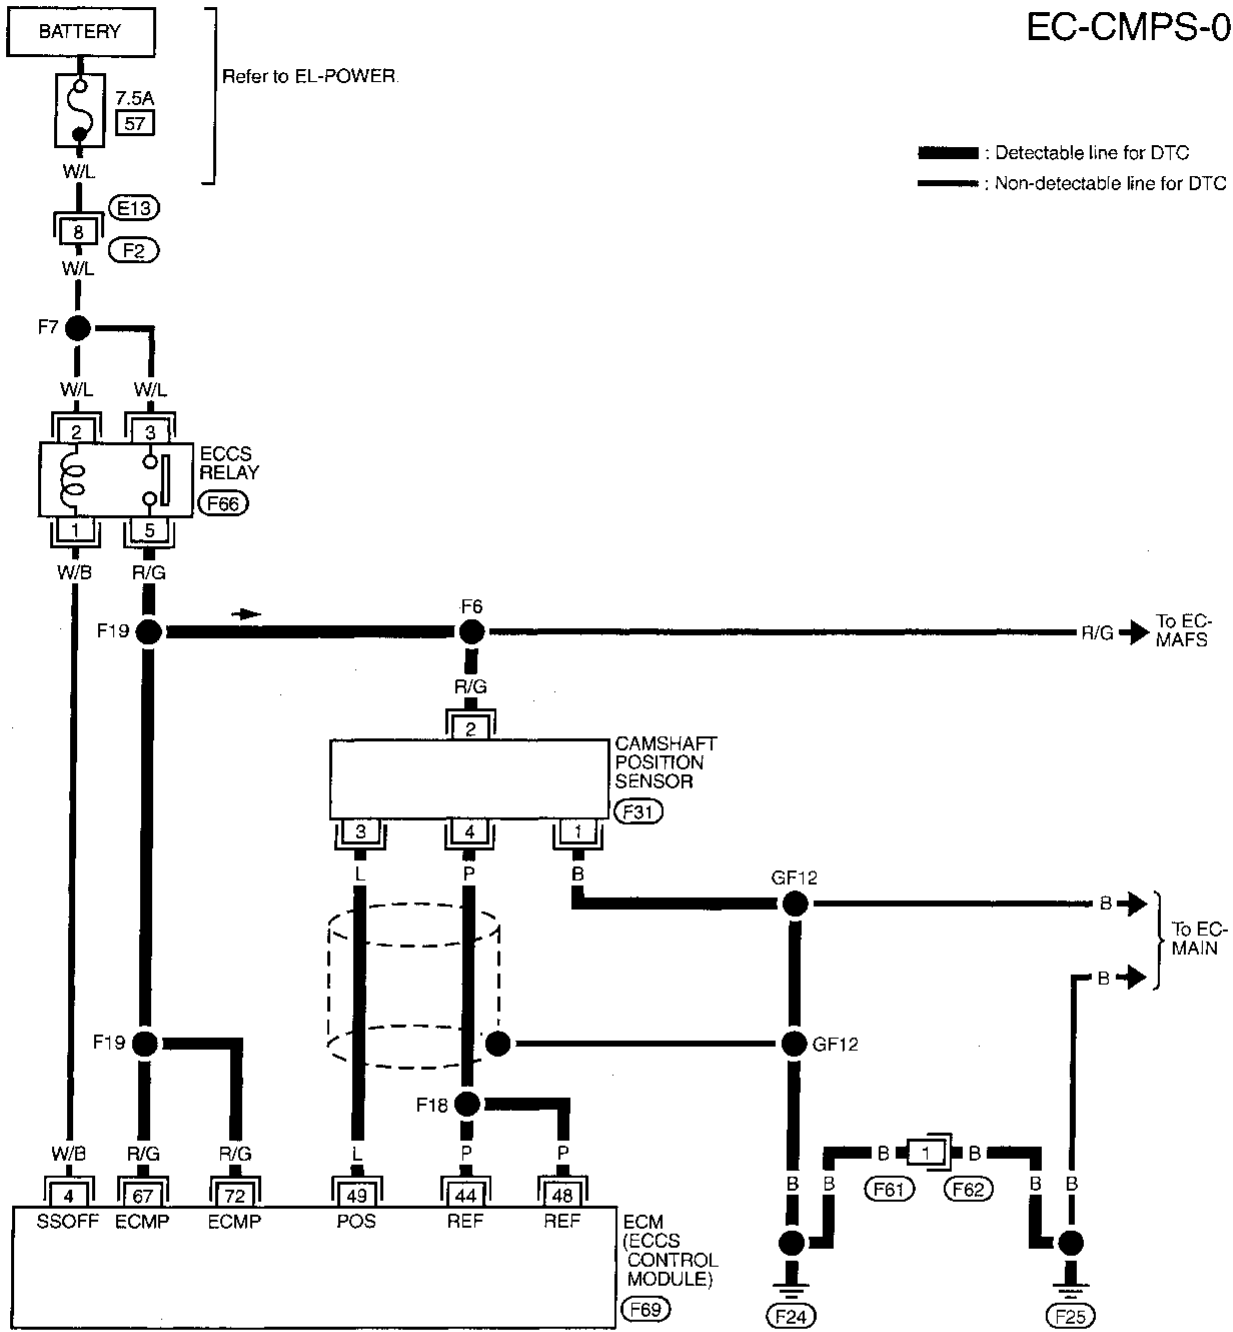 EC-CMPS-0
BATTERY
Refer to EL-POWER.
7.5A
57
: Detectable line for DTC
: Non-detectable line for DTC
W/L
E13
8
F2
W/L
F7
W/L W/L
2 3
ECCS
RELAY
F66
1 5
W/B R/G
F6
F19
R/G
To EC-
MAFS
R/G
2
CAMSHAFT
POSITION
SENSOR
F31
3 4 1
L P B
GF12
B
To EC-
MAIN
B
F19
GF12
F18
W/B R/G R/G L P P
B 1 B
F61 F62
B B B B
4 67 72 49 44 48
SSOFF ECMP ECMP POS REF REF
ECM
(ECCS
CONTROL
MODULE)
F69
F24 F25